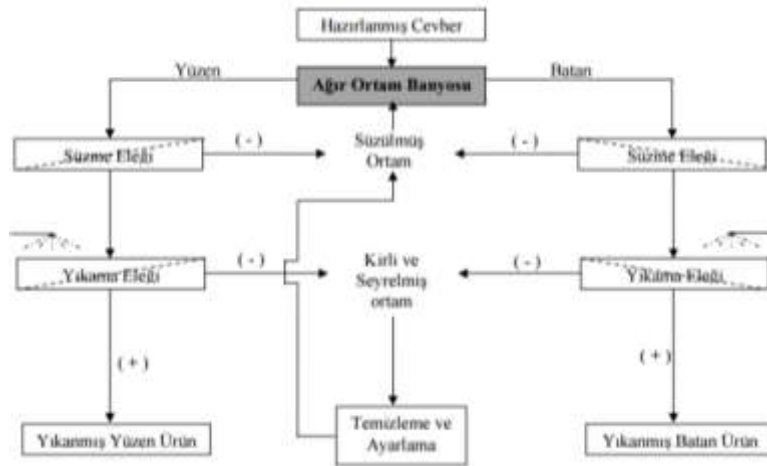 Hazırlanmış Cevher
Yüzen
Ağır Ortam Banyosu
Batan
Süzme Eleği
( - )
Süzülmüş
Ortam
( - )
Süzme Eleği
Yıkama Eleği
( - )
Kirli ve
Seyrelmiş
ortam
( - )
Yıkama Eleği
( + )
( + )
Yıkanmış Yüzen Ürün
Temizleme ve
Ayarlama
Yıkanmış Batan Ürün